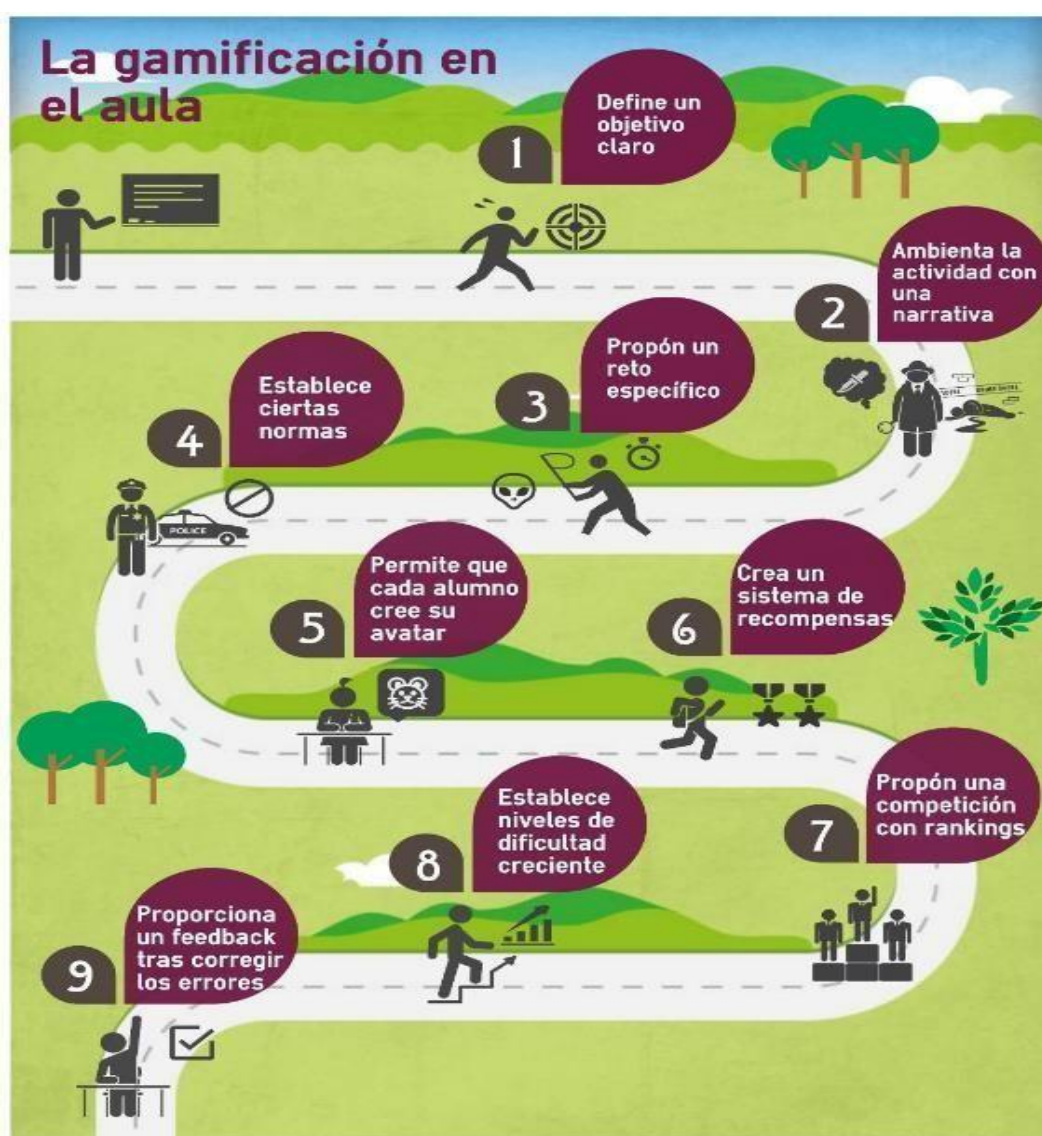 La gamificación en
el aula
1
Define un
objetivo
claro
2
Ambienta la
actividad con
una
narrativa
3
Propón un
reto
específico
4
Establece
ciertas
normas
POLICE
5
Permite que
cada alumno
cree su
avatar
6
Crea un
sistema de
recompensas
7
Propón una
competición
con rankings
8
Establece
niveles de
dificultad
creciente
9
Proporciona
un feedback
tras corregir
los errores